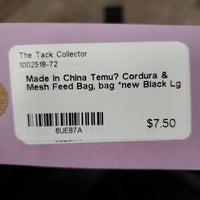 The Tack Collector
1002518-72
Made in China Temu? Cordura &
Mesh Feed Bag, bag *new Black Lg
6UE87A
$7.50